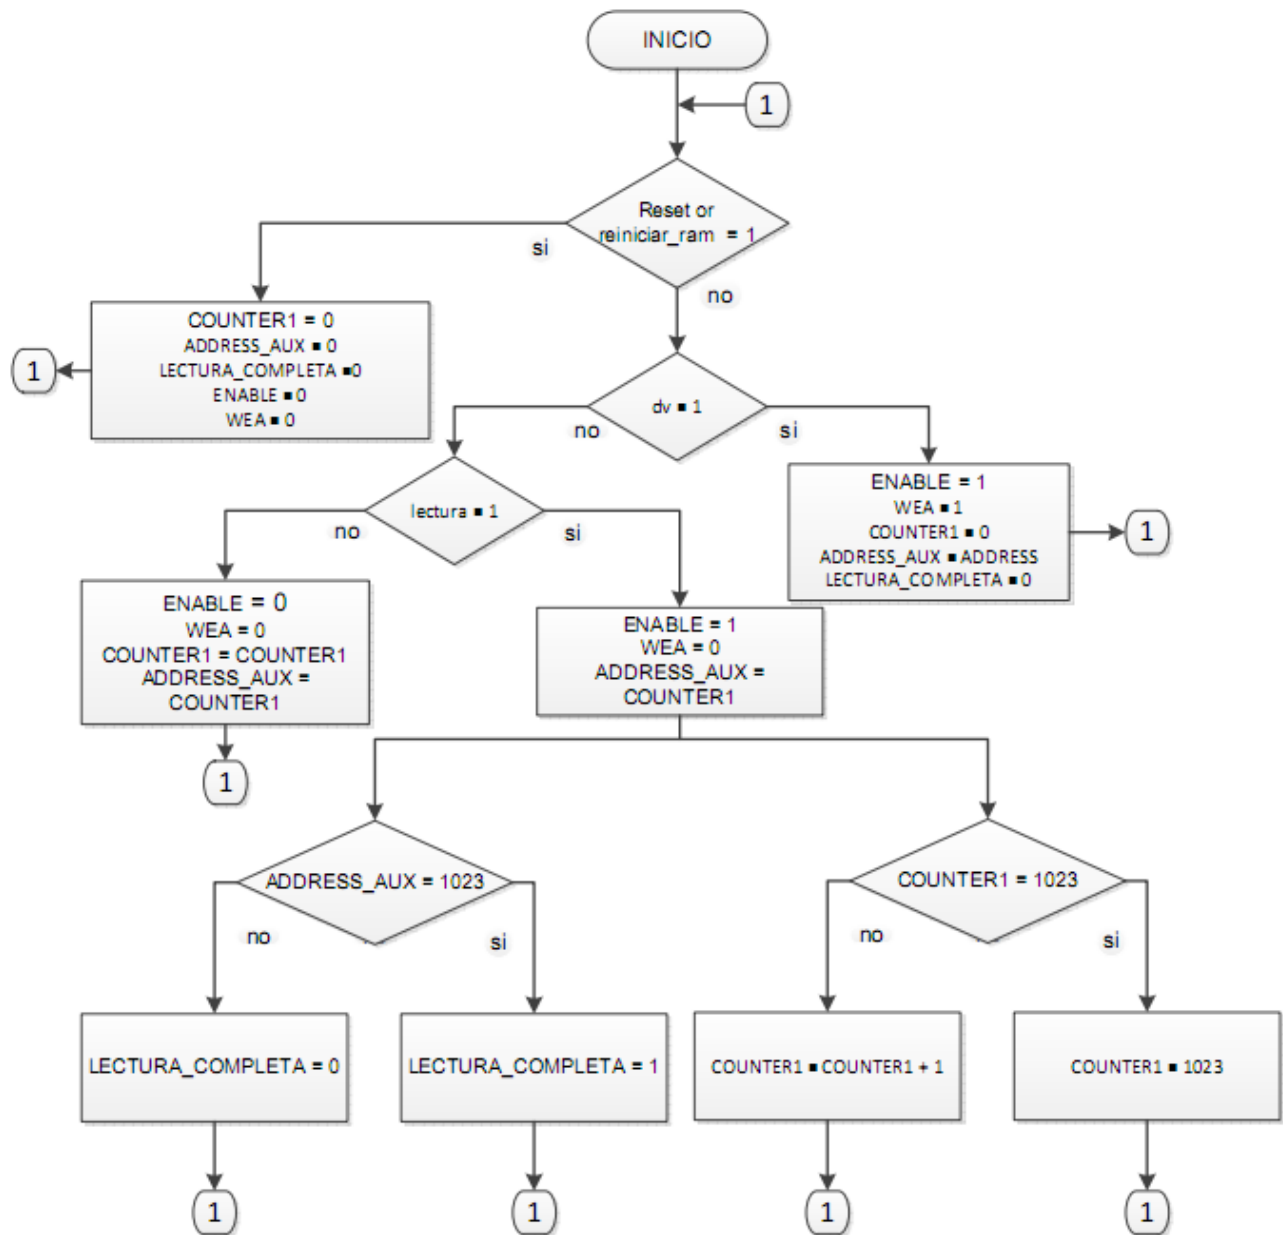 INICIO
1
Reset or
reiniciar_ram = 1
si
no
COUNTER1 = 0
ADDRESS_AUX = 0
LECTURA_COMPLETA =0
ENABLE = 0
WEA = 0
1
dv = 1
no
si
ENABLE = 1
WEA = 1
COUNTER1 = 0
ADDRESS_AUX = ADDRESS
LECTURA_COMPLETA = 0
1
lectura = 1
no
si
ENABLE = 0
WEA = 0
COUNTER1 = COUNTER1
ADDRESS_AUX =
COUNTER1
1
ENABLE = 1
WEA = 0
ADDRESS_AUX =
COUNTER1
ADDRESS_AUX = 1023
no
si
COUNTER1 = 1023
no
si
LECTURA_COMPLETA = 0
LECTURA_COMPLETA = 1
COUNTER1 = COUNTER1 + 1
COUNTER1 = 1023
1
1
1
1